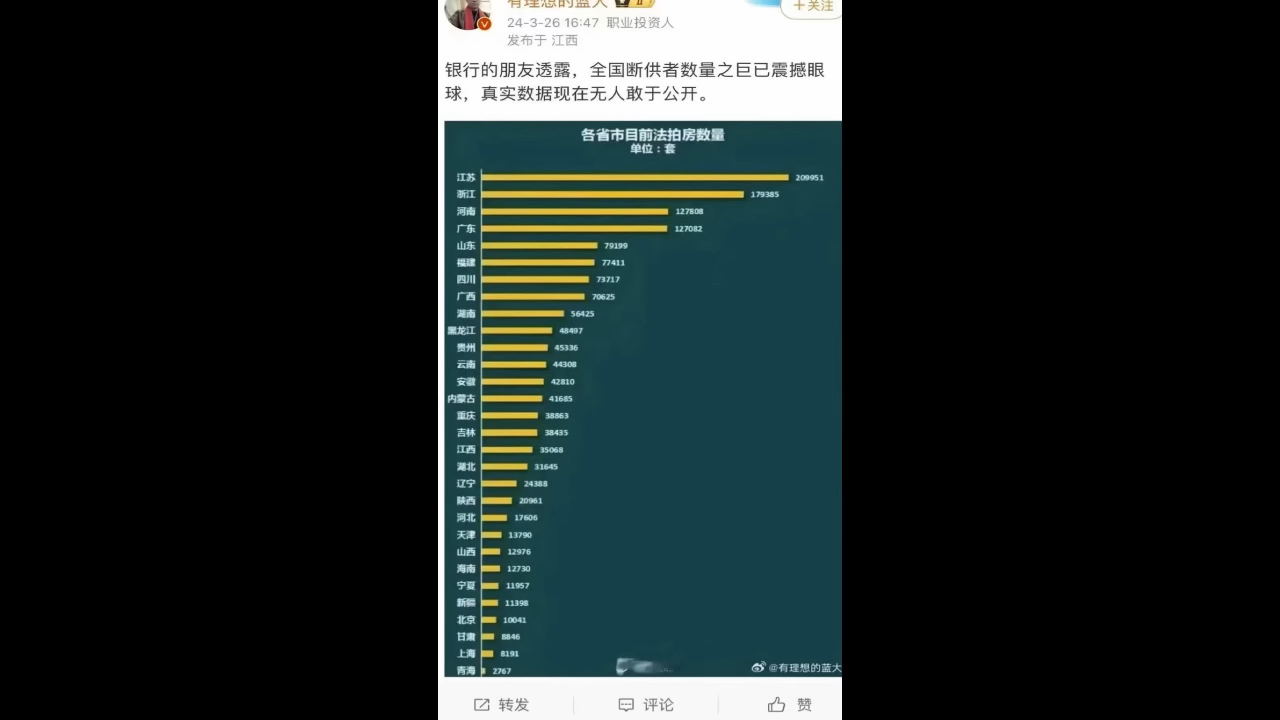 有理想的蓝大
+关注
24-3-26 16:47 职业投资人
发布于 江西
银行的朋友透露，全国断供者数量之巨已震撼眼
球，真实数据现在无人敢于公开。
各省市目前法拍房数量
单位：套
江苏 209951
浙江 179385
河南 127808
广东 127082
山东 79199
福建 77411
四川 73717
广西 70625
湖南 56425
黑龙江 48497
贵州 45336
云南 44308
安徽 42810
内蒙古 41685
重庆 38863
吉林 38435
江西 35068
湖北 31645
辽宁 24388
陕西 20961
河北 17606
天津 13790
山西 12976
海南 12730
宁夏 11957
新疆 11398
北京 10041
甘肃 8846
上海 8191
青海 2767
@有理想的蓝大
转发 评论 赞